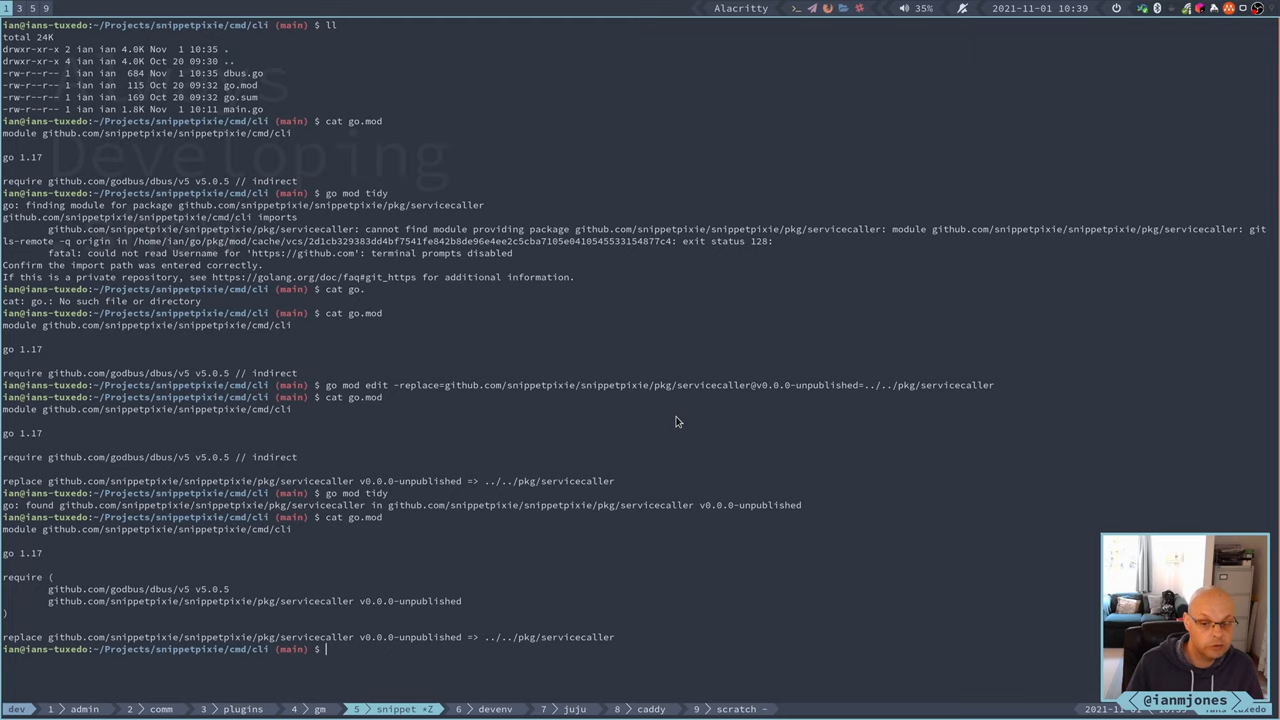 1 3 5 9
Alacritty
35%
2021-11-01 10:39
ian@ians-tuxedo:~/Projects/snippetpixie/cmd/cli (main) $ ll
total 24K
drwxr-xr-x 2 ian ian 4.0K Nov  1 10:35 .
drwxr-xr-x 4 ian ian 4.0K Oct 20 09:30 ..
-rw-r--r-- 1 ian ian  684 Nov  1 10:35 dbus.go
-rw-r--r-- 1 ian ian  115 Oct 20 09:32 go.mod
-rw-r--r-- 1 ian ian  169 Oct 20 09:32 go.sum
-rw-r--r-- 1 ian ian 1.8K Nov  1 10:11 main.go
ian@ians-tuxedo:~/Projects/snippetpixie/cmd/cli (main) $ cat go.mod
module github.com/snippetpixie/snippetpixie/cmd/cli
go 1.17
Developing
require github.com/godbus/dbus/v5 v5.0.5 // indirect
ian@ians-tuxedo:~/Projects/snippetpixie/cmd/cli (main) $ go mod tidy
go: finding module for package github.com/snippetpixie/snippetpixie/pkg/servicecaller
github.com/snippetpixie/snippetpixie/cmd/cli imports
github.com/snippetpixie/snippetpixie/pkg/servicecaller: cannot find module providing package github.com/snippetpixie/snippetpixie/pkg/servicecaller: module github.com/snippetpixie/snippetpixie/pkg/servicecaller: git
ls-remote -q origin in /home/ian/go/pkg/mod/cache/vcs/2d1cb329383dd4bf7541fe842b8de96e4ee2c5cba7105e0410545533154877c4: exit status 128:
fatal: could not read Username for 'https://github.com': terminal prompts disabled
Confirm the import path was entered correctly.
If this is a private repository, see https://golang.org/doc/faq#git_https for additional information.
ian@ians-tuxedo:~/Projects/snippetpixie/cmd/cli (main) $ cat go.
cat: go.: No such file or directory
ian@ians-tuxedo:~/Projects/snippetpixie/cmd/cli (main) $ cat go.mod
module github.com/snippetpixie/snippetpixie/cmd/cli
go 1.17
require github.com/godbus/dbus/v5 v5.0.5 // indirect
ian@ians-tuxedo:~/Projects/snippetpixie/cmd/cli (main) $ go mod edit -replace=github.com/snippetpixie/snippetpixie/pkg/servicecaller@v0.0.0-unpublished=../../pkg/servicecaller
ian@ians-tuxedo:~/Projects/snippetpixie/cmd/cli (main) $ cat go.mod
module github.com/snippetpixie/snippetpixie/cmd/cli
go 1.17
require github.com/godbus/dbus/v5 v5.0.5 // indirect
replace github.com/snippetpixie/snippetpixie/pkg/servicecaller v0.0.0-unpublished => ../../pkg/servicecaller
ian@ians-tuxedo:~/Projects/snippetpixie/cmd/cli (main) $ go mod tidy
go: found github.com/snippetpixie/snippetpixie/pkg/servicecaller in github.com/snippetpixie/snippetpixie/pkg/servicecaller v0.0.0-unpublished
ian@ians-tuxedo:~/Projects/snippetpixie/cmd/cli (main) $ cat go.mod
module github.com/snippetpixie/snippetpixie/cmd/cli
go 1.17
require (
github.com/godbus/dbus/v5 v5.0.5
github.com/snippetpixie/snippetpixie/pkg/servicecaller v0.0.0-unpublished
)
replace github.com/snippetpixie/snippetpixie/pkg/servicecaller v0.0.0-unpublished => ../../pkg/servicecaller
ian@ians-tuxedo:~/Projects/snippetpixie/cmd/cli (main) $
@ianmjones
dev 1 admin 2 comm 3 plugins 4 gm 5 snippet *Z 6 devenv 7 juju 8 caddy 9 scratch -